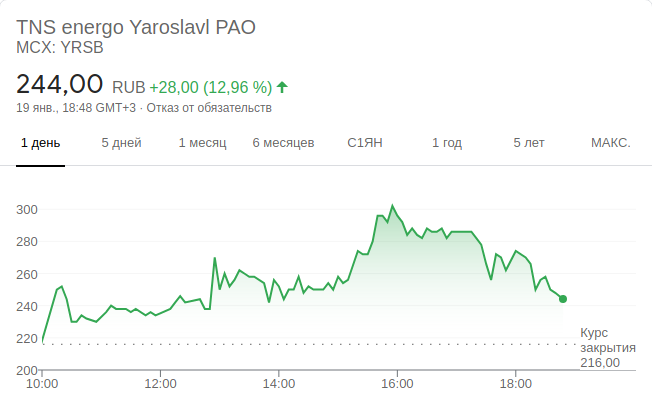 TNS energo Yaroslavl PAO
MCX: YRSB
244,00 RUB +28,00 (12,96 %)
19 янв., 18:48 GMT+3 · Отказ от обязательств
1 день 5 дней 1 месяц 6 месяцев С1ЯН 1 год 5 лет МАКС.
300
280
260
240
220
200
Курс
закрытия
216,00
10:00 12:00 14:00 16:00 18:00